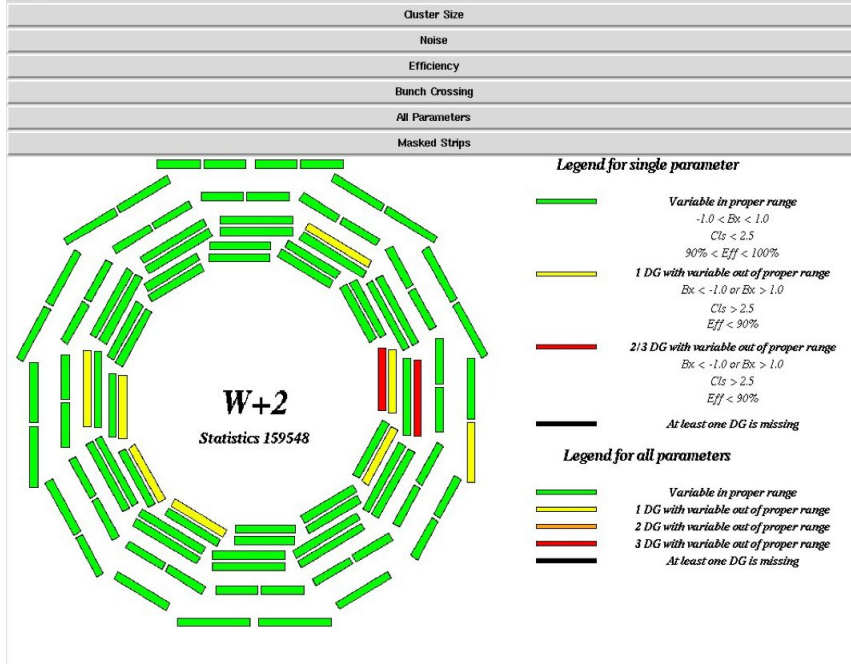 Cluster Size
Noise
Efficiency
Bunch Crossing
All Parameters
Masked Strips
Legend for single parameter
Variable in proper range
-1.0 < Bx < 1.0
Cls < 2.5
90% < Eff < 100%
1 DG with variable out of proper range
Bx < -1.0 or Bx > 1.0
Cls > 2.5
Eff < 90%
2/3 DG with variable out of proper range
Bx < -1.0 or Bx > 1.0
Cls > 2.5
Eff < 90%
At least one DG is missing
W+2
Statistics 159548
Legend for all parameters
Variable in proper range
1 DG with variable out of proper range
2 DG with variable out of proper range
3 DG with variable out of proper range
At least one DG is missing